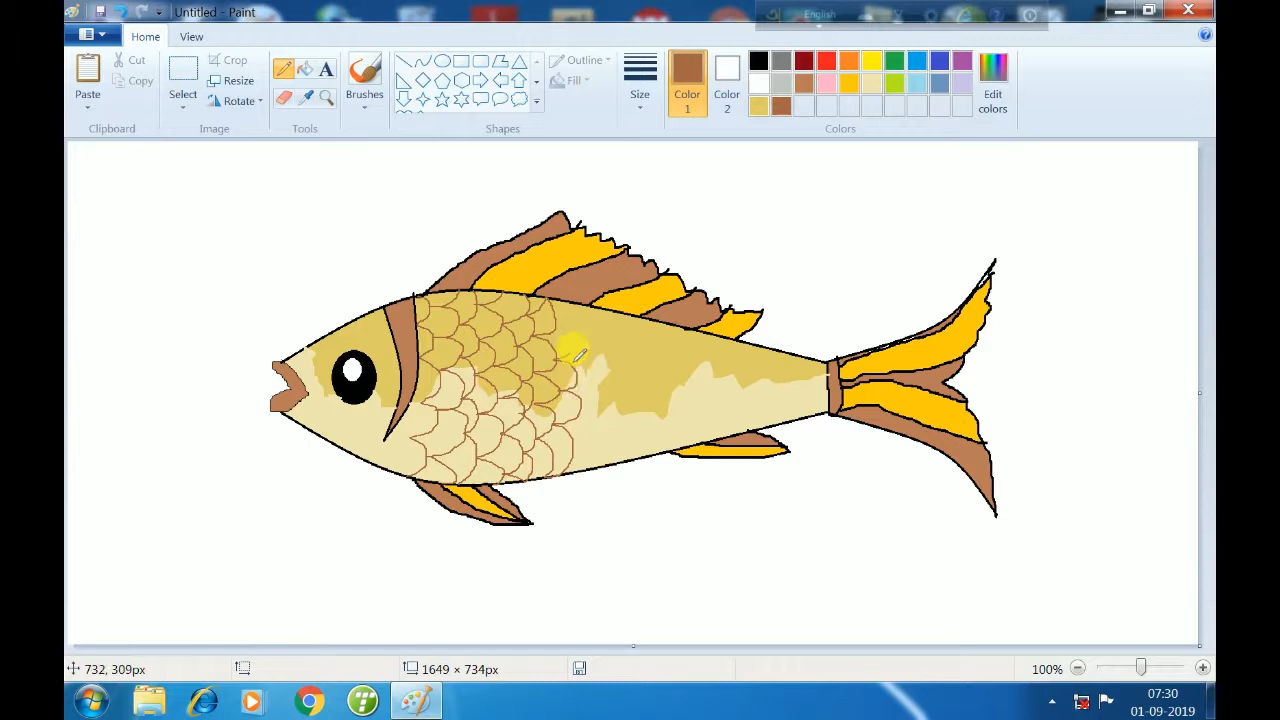 Untitled - Paint
English
Home
View
Paste
Cut
Copy
Clipboard
Select
Crop
Resize
Rotate
Image
A
Tools
Brushes
Outline
Fill
Shapes
Size
Color 1
Color 2
Edit colors
Colors
732, 309px
1649 × 734px
100%
07:30
01-09-2019